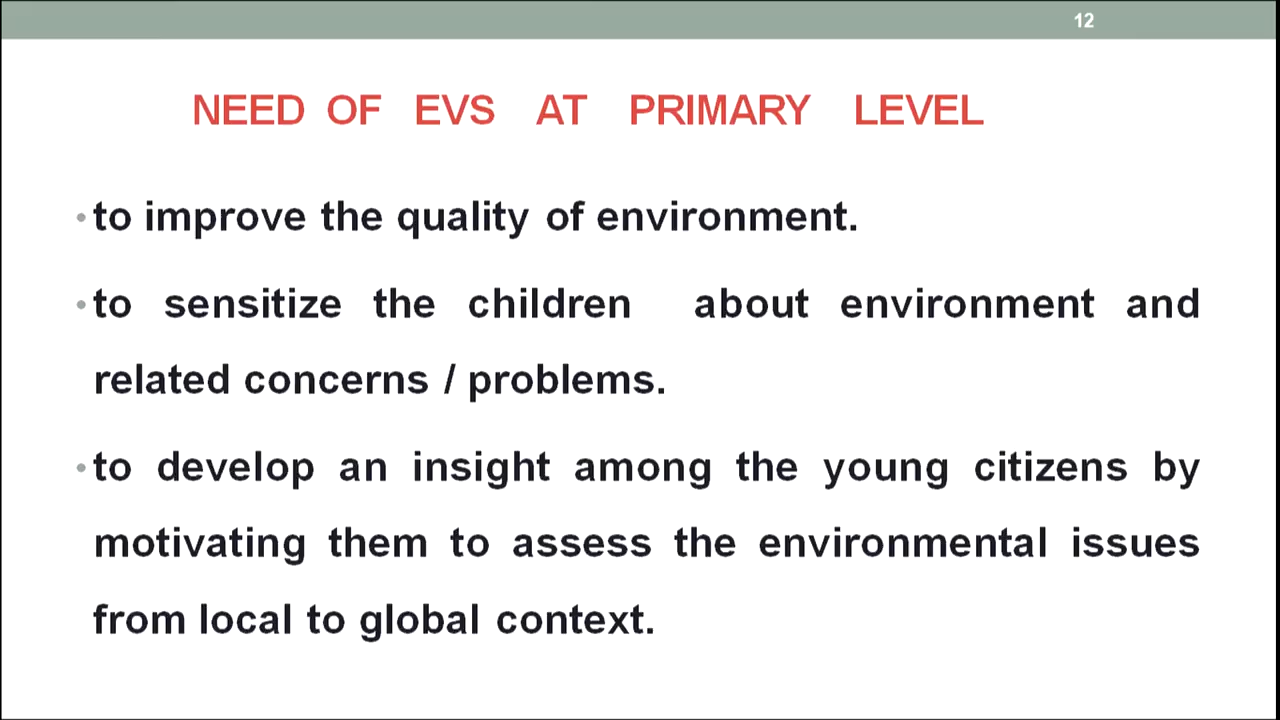 12
NEED OF EVS AT PRIMARY LEVEL
• to improve the quality of environment.
• to sensitize the children about environment and
related concerns / problems.
• to develop an insight among the young citizens by
motivating them to assess the environmental issues
from local to global context.